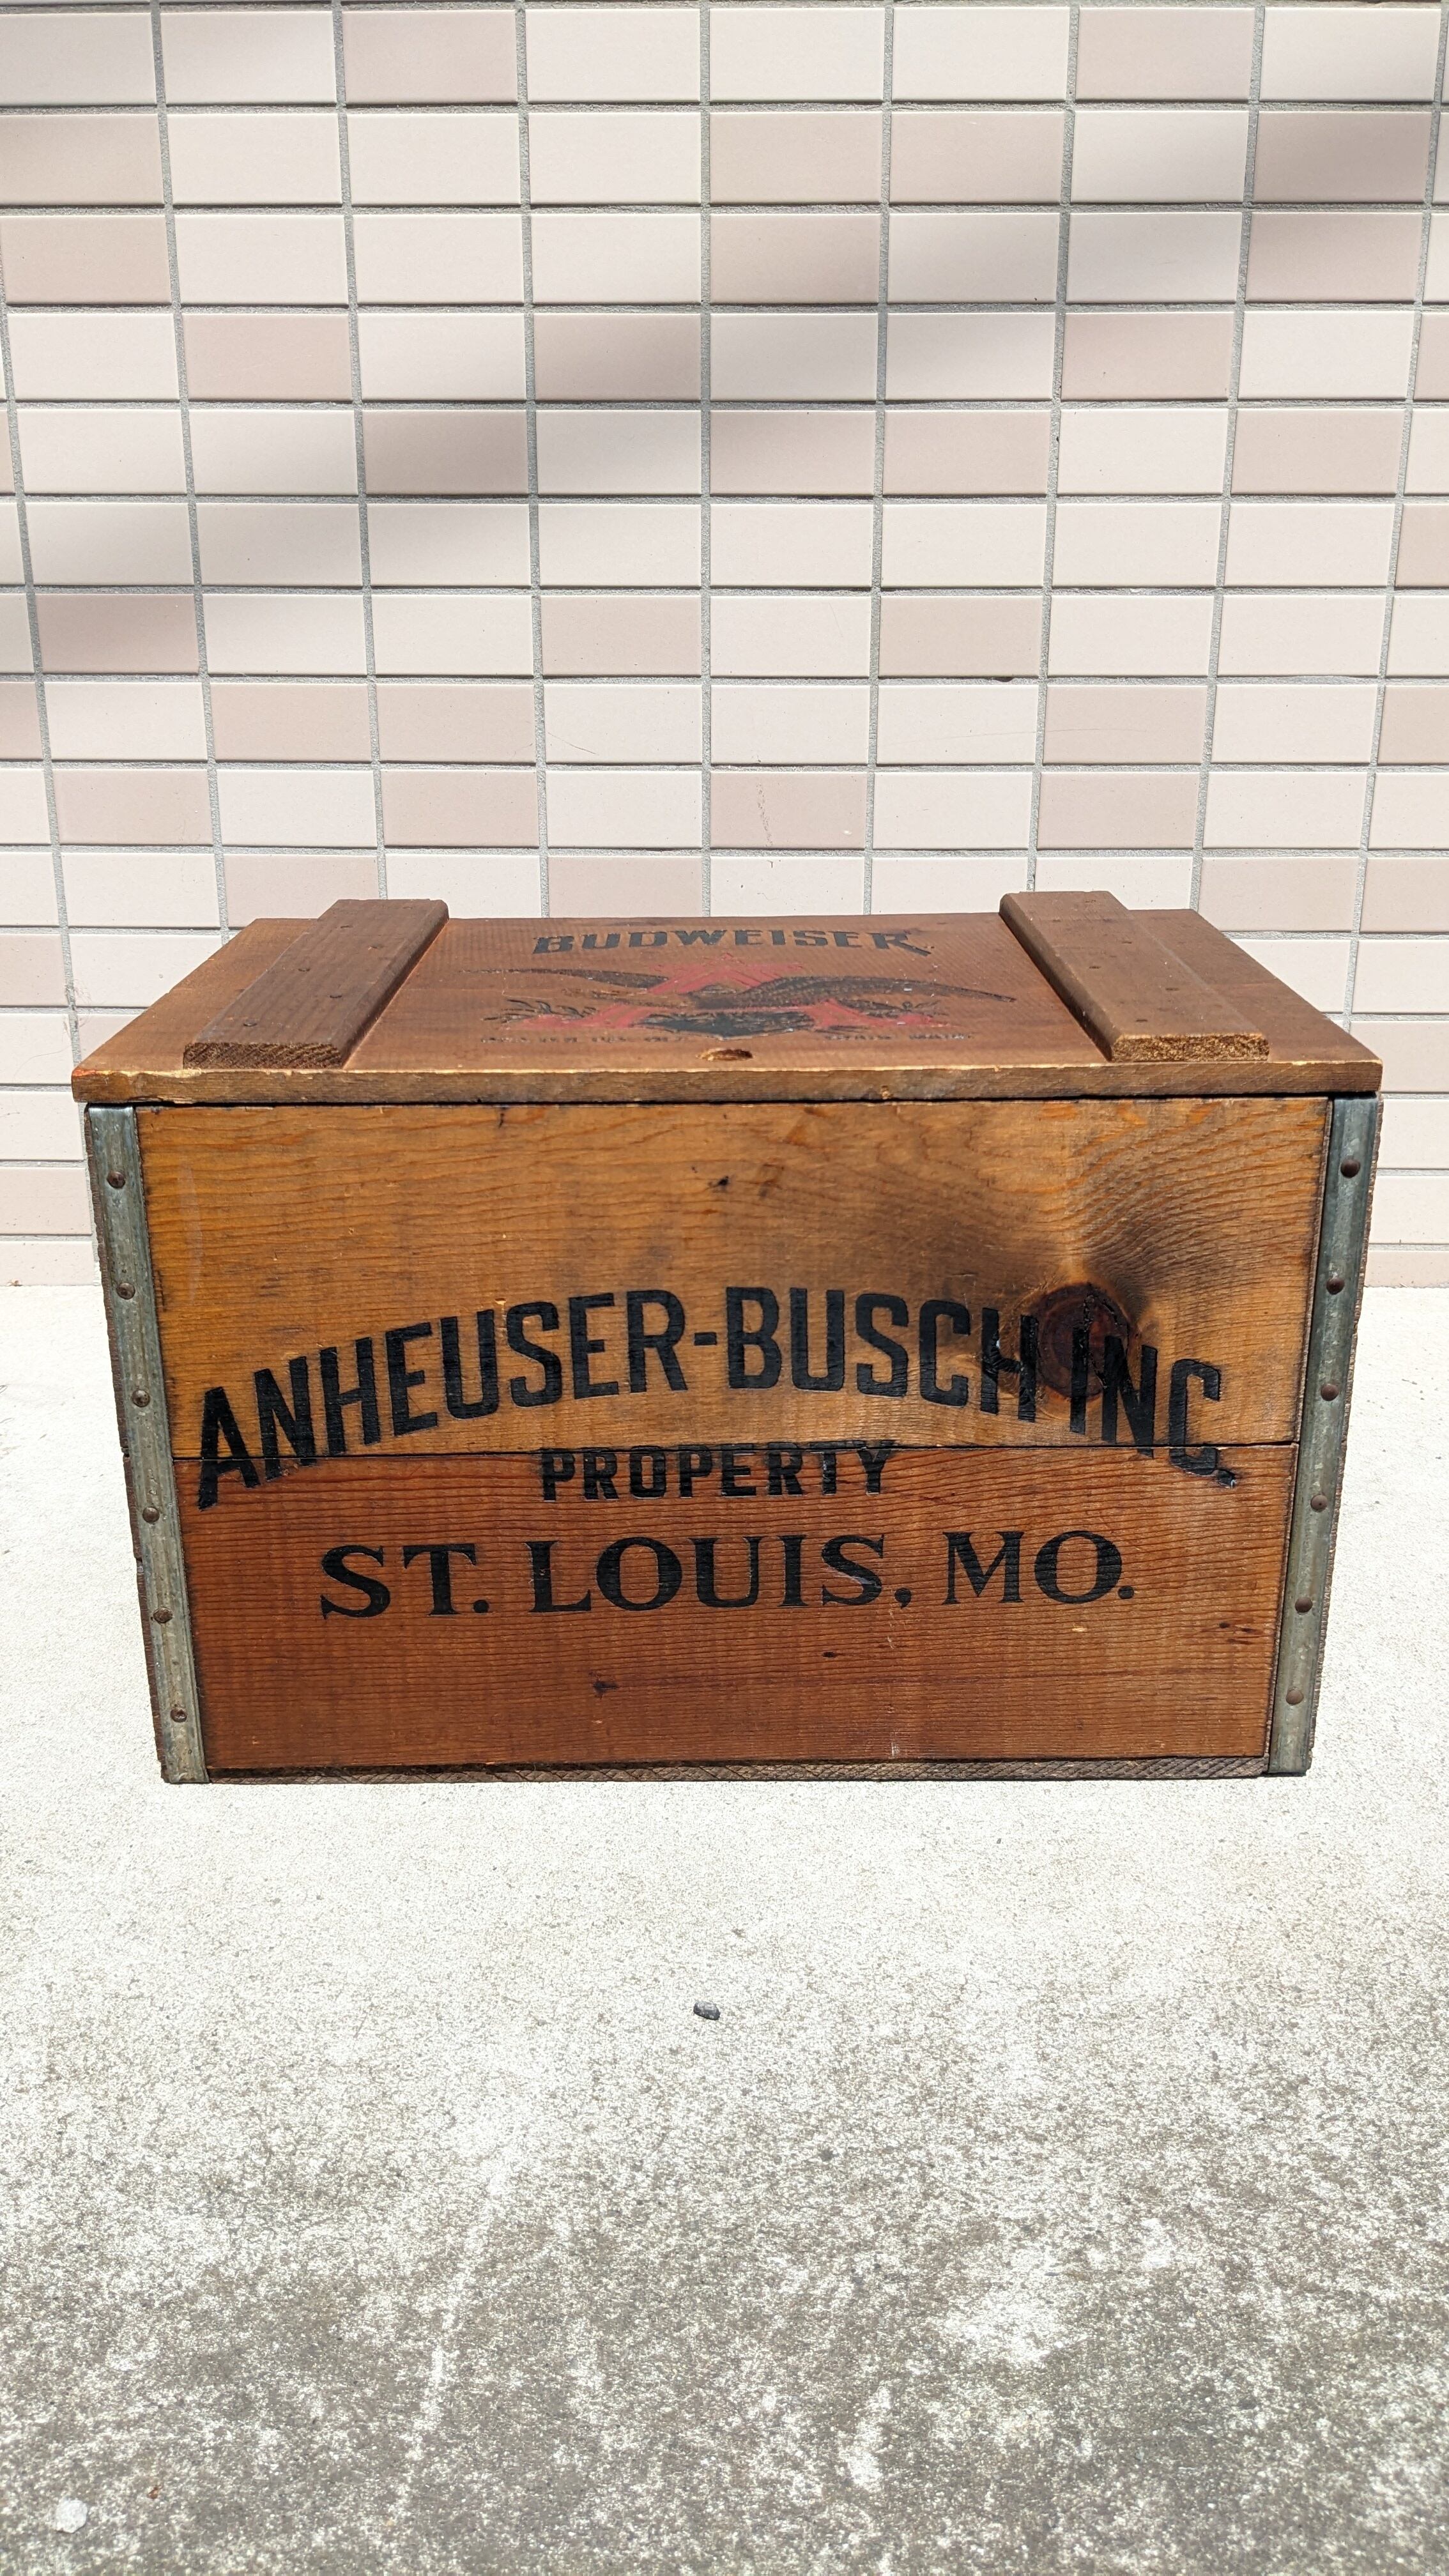 BUDWEISER
ANHEUSER-BUSCH INC.
PROPERTY
ST. LOUIS, MO.